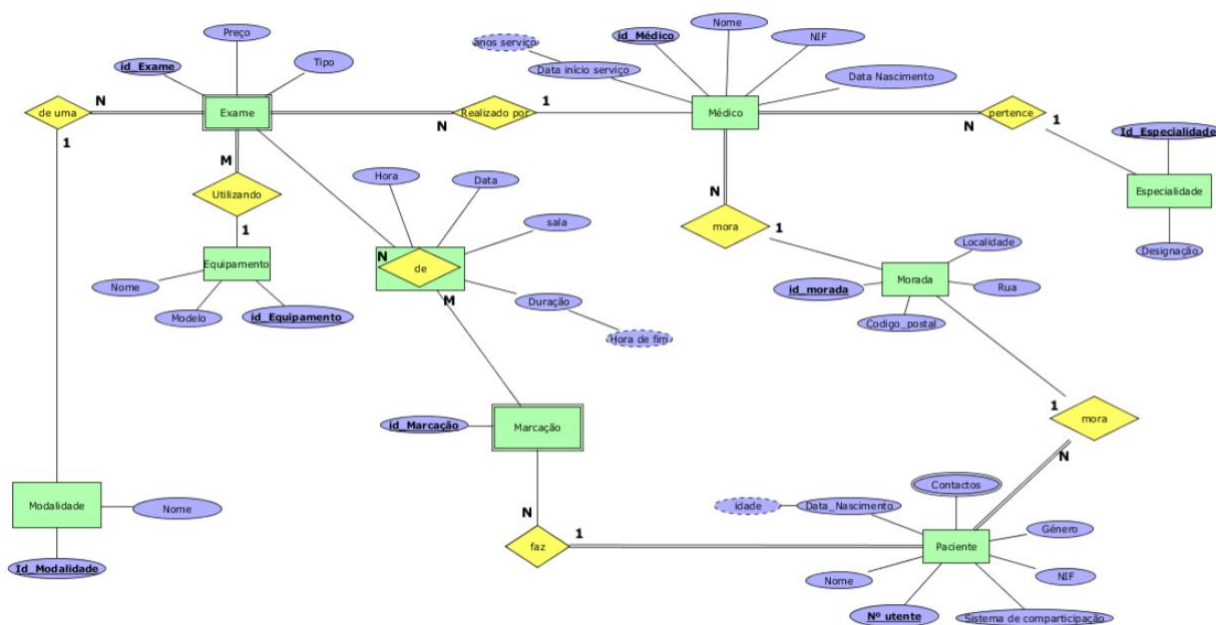 Preço
id_Exame
Tipo
Exame
de uma
N
1
N
Realizado por
1
anos serviço
Data início serviço
id_Médico
Nome
NIF
Data Nascimento
Médico
N
pertence
1
Id_Especialidade
Especialidade
Designação
M
Utilizando
1
Equipamento
Nome
Modelo
id_Equipamento
Hora
Data
sala
N
de
M
Duração
Hora de fim
N
mora
1
Localidade
Morada
id_morada
Rua
Codigo_postal
id_Marcação
Marcação
1
mora
N
Modalidade
Nome
Id_Modalidade
N
faz
1
Contactos
idade
Data_Nascimento
Género
Paciente
Nome
NIF
Nº utente
Sistema de comparticipação